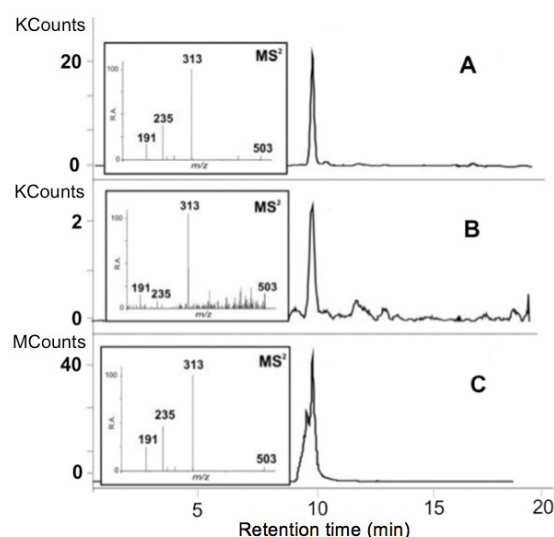 KCounts
20
0
A
MS2
313
100
235
191
503
R.A.
m/z
KCounts
2
0
B
MS2
313
100
191
235
503
R.A.
m/z
MCounts
40
0
C
MS2
313
100
235
191
503
R.A.
m/z
5 10 15 20
Retention time (min)